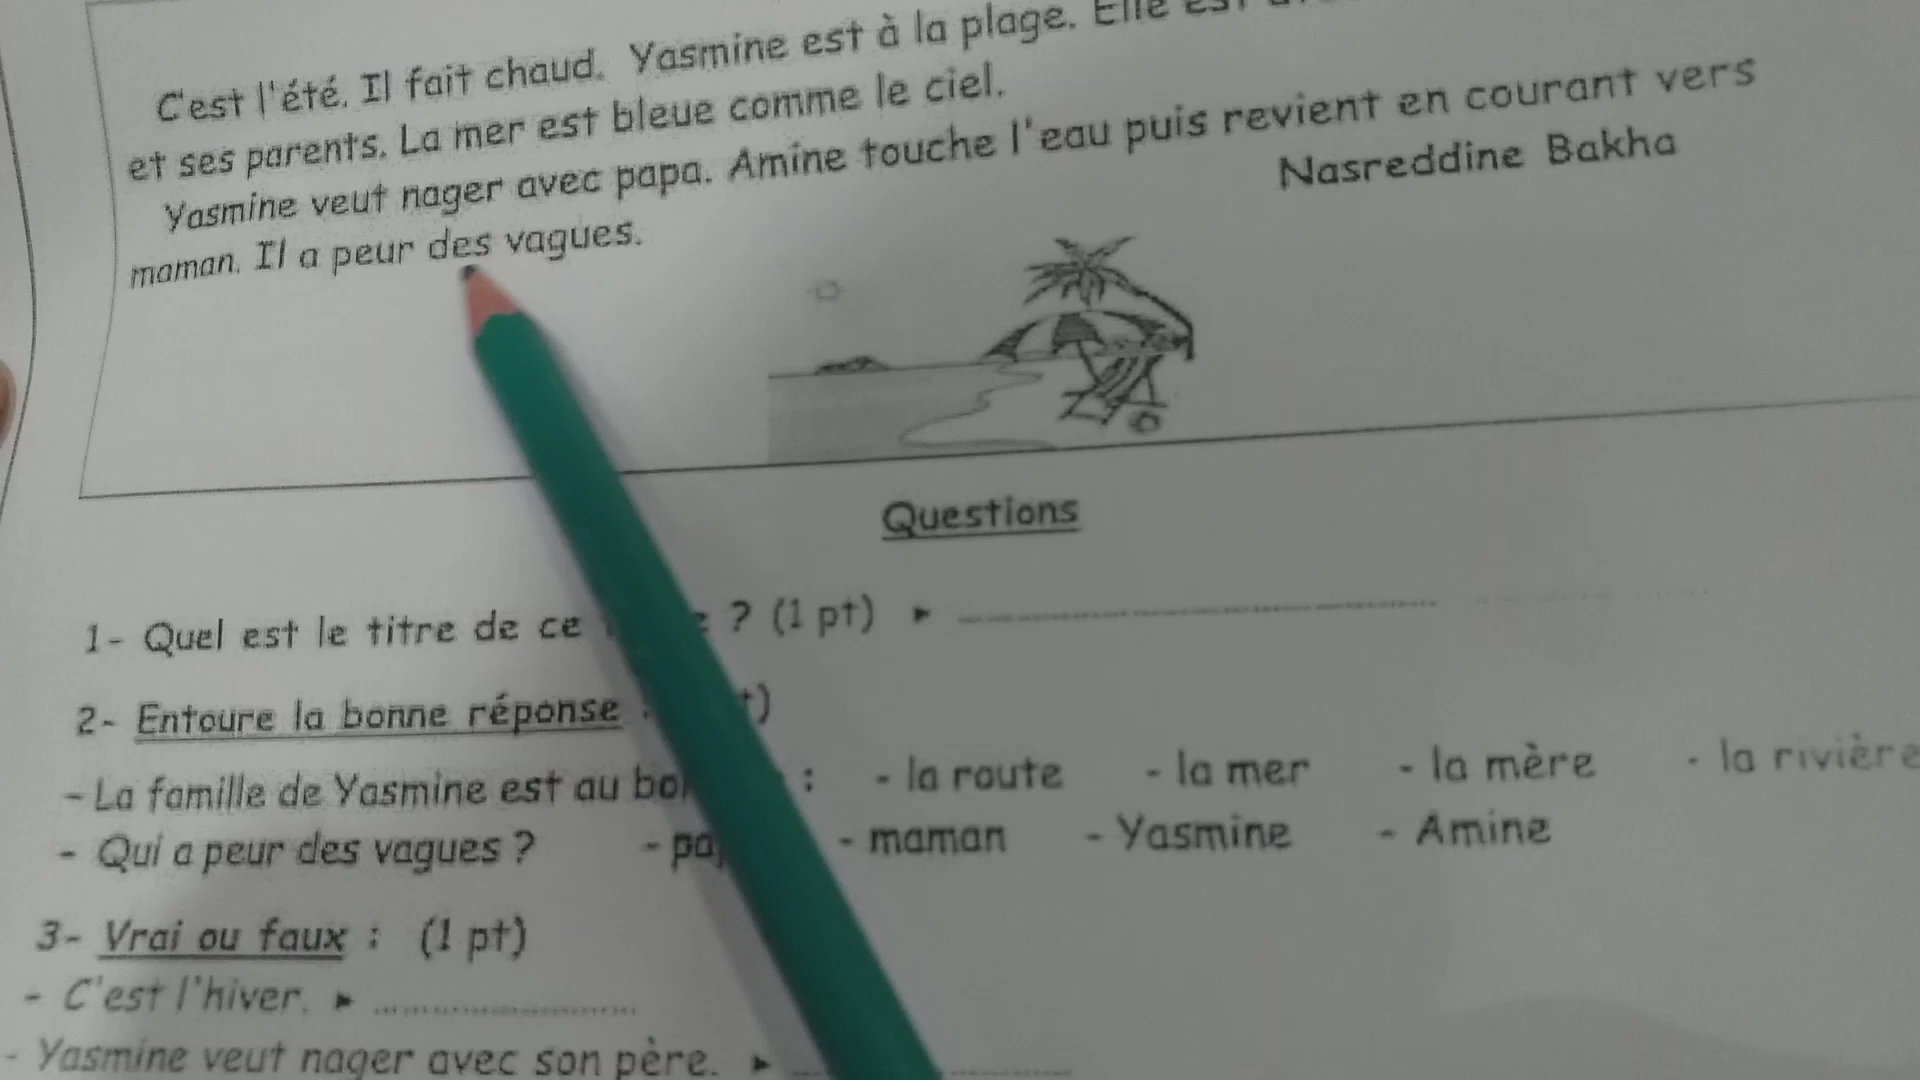 C'est l'été. Il fait chaud. Yasmine est à la plage. Elle est
et ses parents. La mer est bleue comme le ciel.
Yasmine veut nager avec papa. Amine touche l'eau puis revient en courant vers
maman. Il a peur des vagues.
Nasreddine Bakha
Questions
1- Quel est le titre de ce ? (1 pt) ► ..........
2- Entoure la bonne réponse
- La famille de Yasmine est au : - la route - la mer - la mère - la rivière
- Qui a peur des vagues ? - maman - Yasmine - Amine
3- Vrai ou faux : (1 pt)
- C'est l'hiver. ► ..........
- Yasmine veut nager avec son père. ► ..........